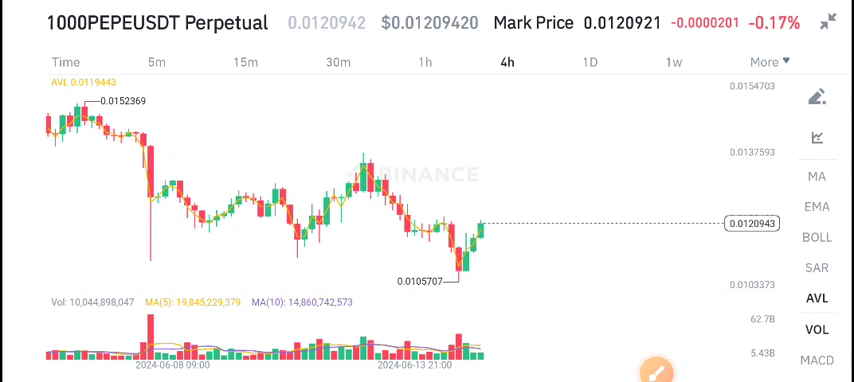 1000PEPEUSDT Perpetual 0.0120942 $0.01209420 Mark Price 0.0120921 -0.0000201 -0.17%
Time 5m 15m 30m 1h 4h 1D 1w More
AVL 0.0119443
0.0154703
0.0152369
0.0137593
BINANCE
MA
EMA
0.0120943
BOLL
SAR
0.0105707
0.0103373
Vol: 10,044,898,047 MA(5): 19,845,229,379 MA(10): 14,860,742,573
AVL
62.7B
VOL
5.43B
MACD
2024-06-08 09:00 2024-06-13 21:00